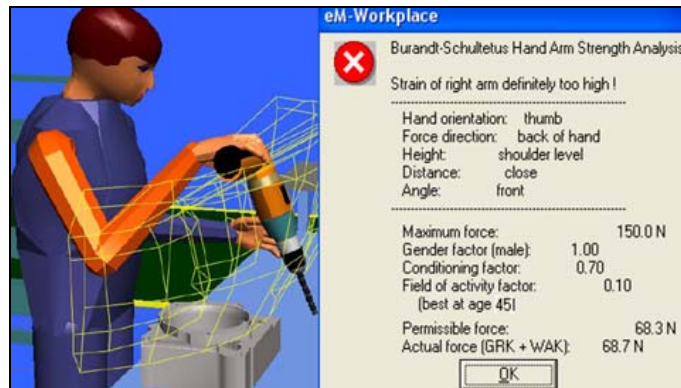 eM-Workplace
Burandt-Schultetus Hand Arm Strength Analysis
Strain of right arm definitely too high !
Hand orientation: thumb
Force direction: back of hand
Height: shoulder level
Distance: close
Angle: front
Maximum force: 150.0 N
Gender factor (male): 1.00
Conditioning factor: 0.70
Field of activity factor: 0.10
(best at age 45|
Permissible force: 68.3 N
Actual force (GRK + WAK): 68.7 N
OK